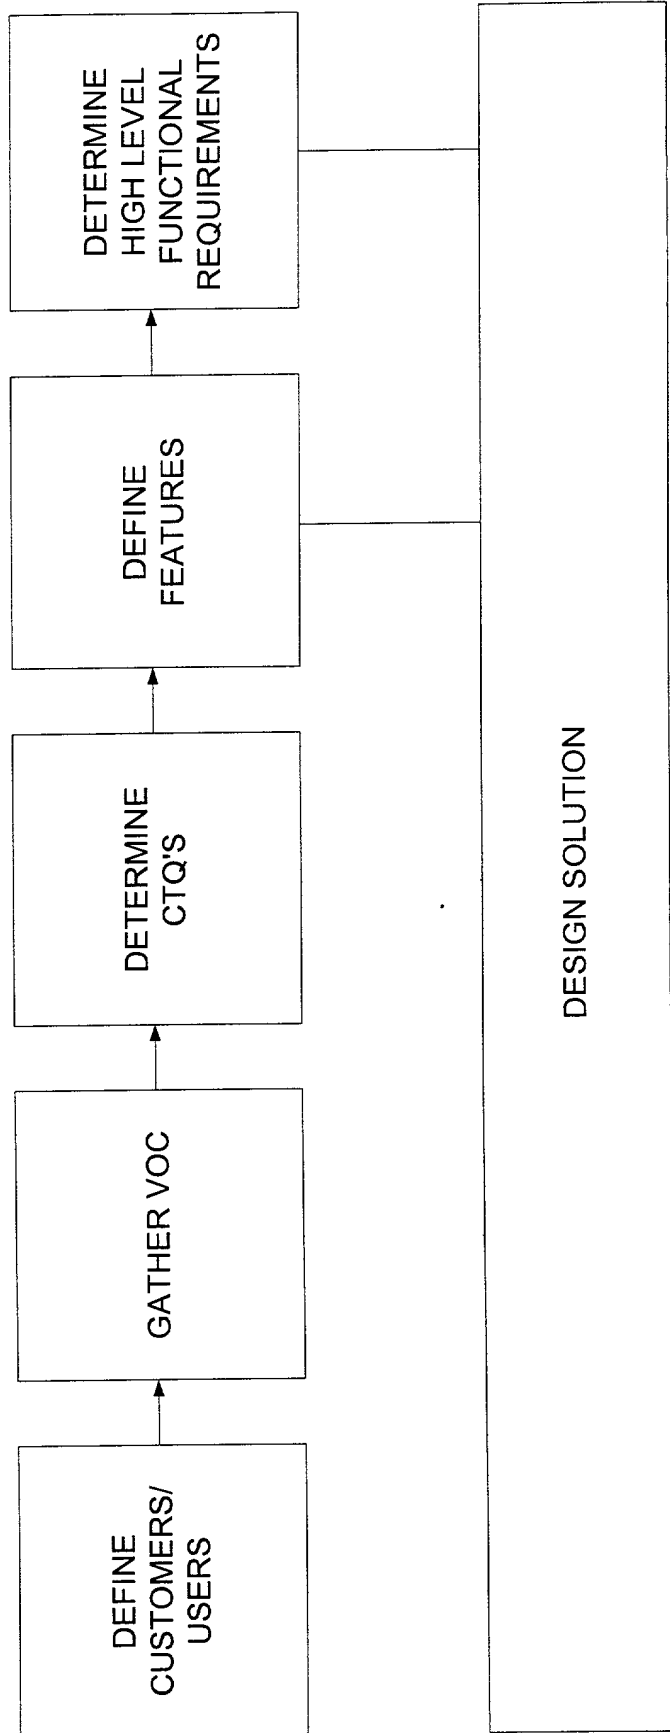 DEFINE
CUSTOMERS/
USERS
GATHER VOC
DETERMINE
CTQ'S
DEFINE
FEATURES
DETERMINE
HIGH LEVEL
FUNCTIONAL
REQUIREMENTS
DESIGN SOLUTION